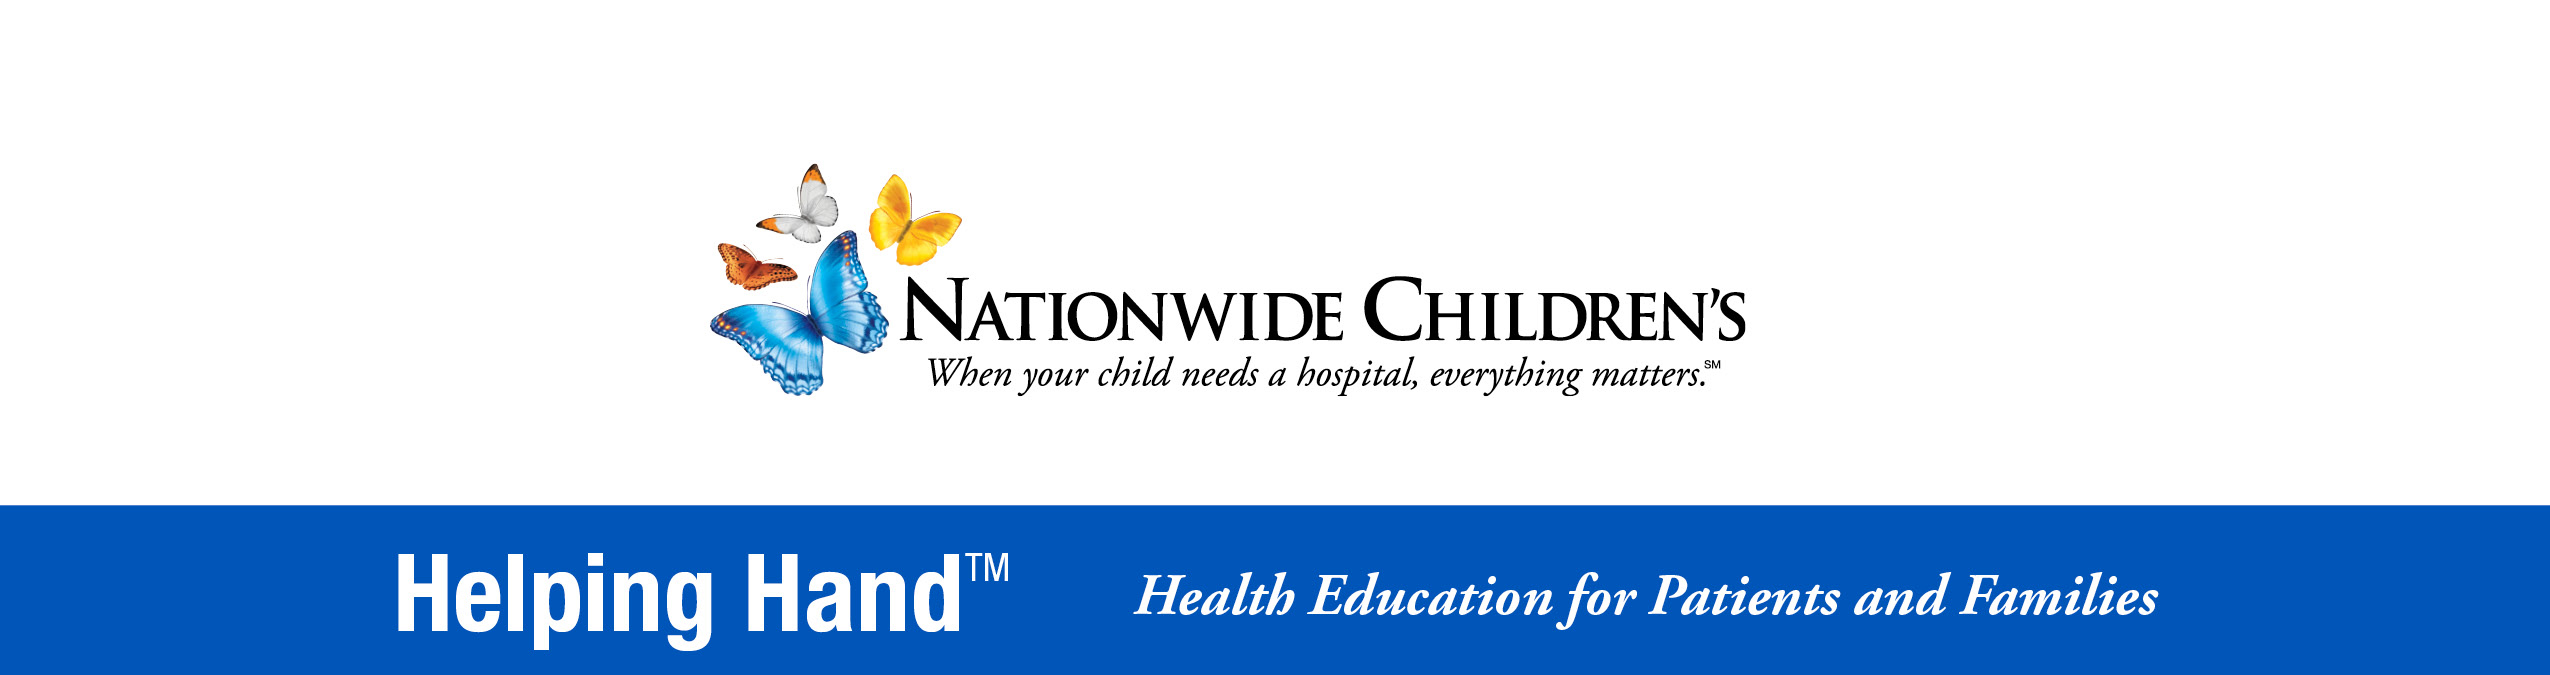 NATIONWIDE CHILDREN'S
When your child needs a hospital, everything matters.℠
Helping Hand™
Health Education for Patients and Families